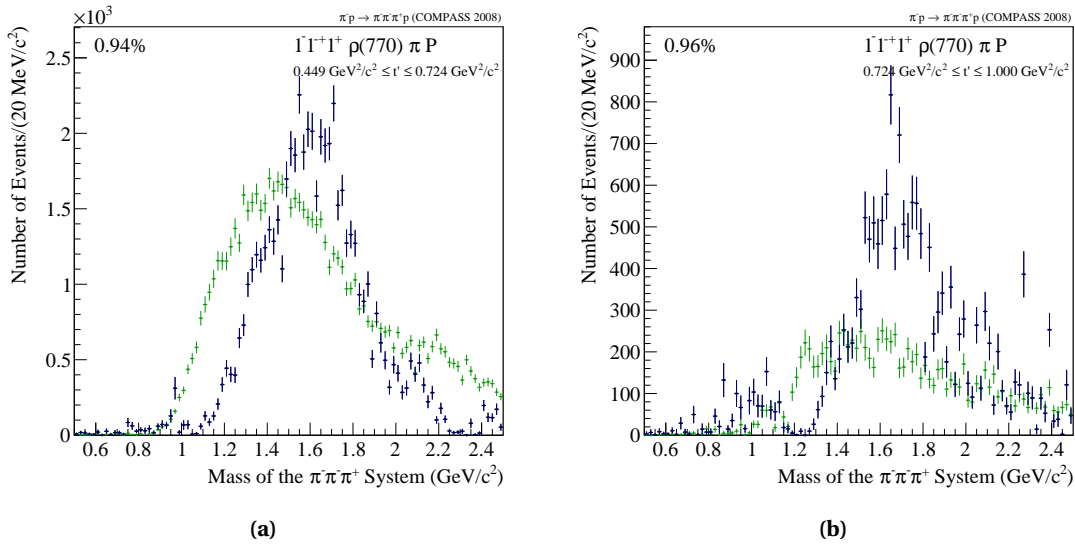 π⁻p → π⁻π⁻π⁺p (COMPASS 2008)
×10³
0.94%
1⁻1⁻⁺1⁺ ρ(770) π P
0.449 GeV²/c² ≤ t' ≤ 0.724 GeV²/c²
Number of Events/(20 MeV/c²)
2.5
2
1.5
1
0.5
0
0.6 0.8 1 1.2 1.4 1.6 1.8 2 2.2 2.4
Mass of the π⁻π⁻π⁺ System (GeV/c²)
(a)
π⁻p → π⁻π⁻π⁺p (COMPASS 2008)
0.96%
1⁻1⁻⁺1⁺ ρ(770) π P
0.724 GeV²/c² ≤ t' ≤ 1.000 GeV²/c²
Number of Events/(20 MeV/c²)
900
800
700
600
500
400
300
200
100
0
0.6 0.8 1 1.2 1.4 1.6 1.8 2 2.2 2.4
Mass of the π⁻π⁻π⁺ System (GeV/c²)
(b)